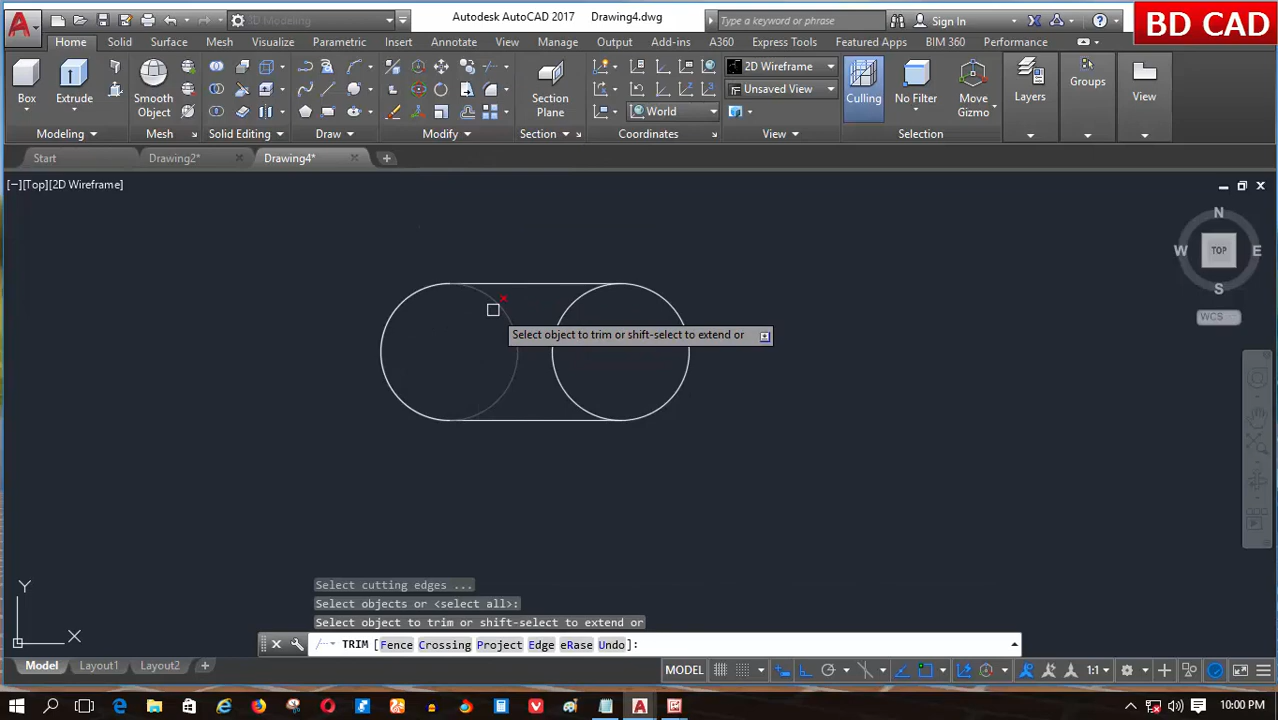 Autodesk AutoCAD 2017 Drawing4.dwg
3D Modeling
Type a keyword or phrase
Sign In
BD CAD
Home Solid Surface Mesh Visualize Parametric Insert Annotate View Manage Output Add-ins A360 Express Tools Featured Apps BIM 360 Performance
Box
Extrude
Smooth
Object
Section
Plane
World
2D Wireframe
Unsaved View
Culling
No Filter
Move
Gizmo
Layers
Groups
View
Modeling Mesh Solid Editing Draw Modify Section Coordinates View Selection
Start Drawing2* Drawing4* +
[−][Top][2D Wireframe]
N
W TOP E
S
WCS
Select object to trim or shift-select to extend or
Y
X
Select cutting edges ...
Select objects or <select all>:
Select object to trim or shift-select to extend or
TRIM [Fence Crossing Project Edge eRase Undo]:
Model Layout1 Layout2 +
MODEL 1:1
10:00 PM